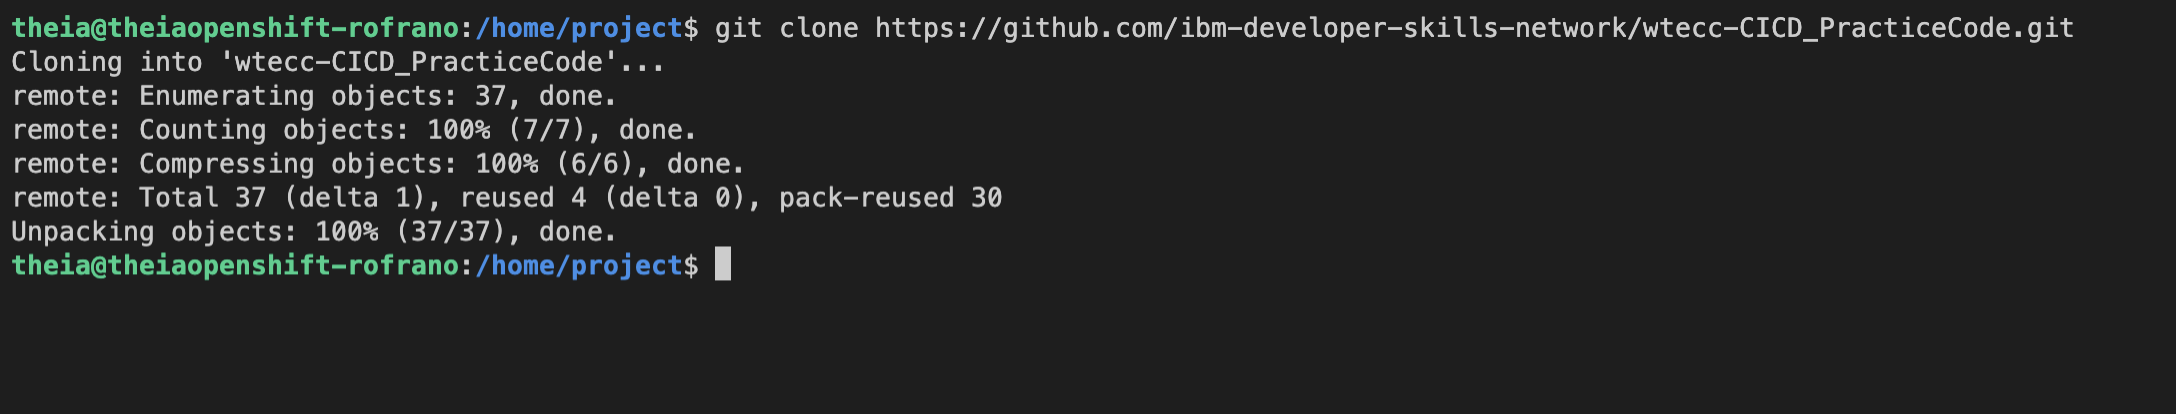 theia@theiaopenshift-rofrano:/home/project$ git clone https://github.com/ibm-developer-skills-network/wtecc-CICD_PracticeCode.git
Cloning into 'wtecc-CICD_PracticeCode'...
remote: Enumerating objects: 37, done.
remote: Counting objects: 100% (7/7), done.
remote: Compressing objects: 100% (6/6), done.
remote: Total 37 (delta 1), reused 4 (delta 0), pack-reused 30
Unpacking objects: 100% (37/37), done.
theia@theiaopenshift-rofrano:/home/project$